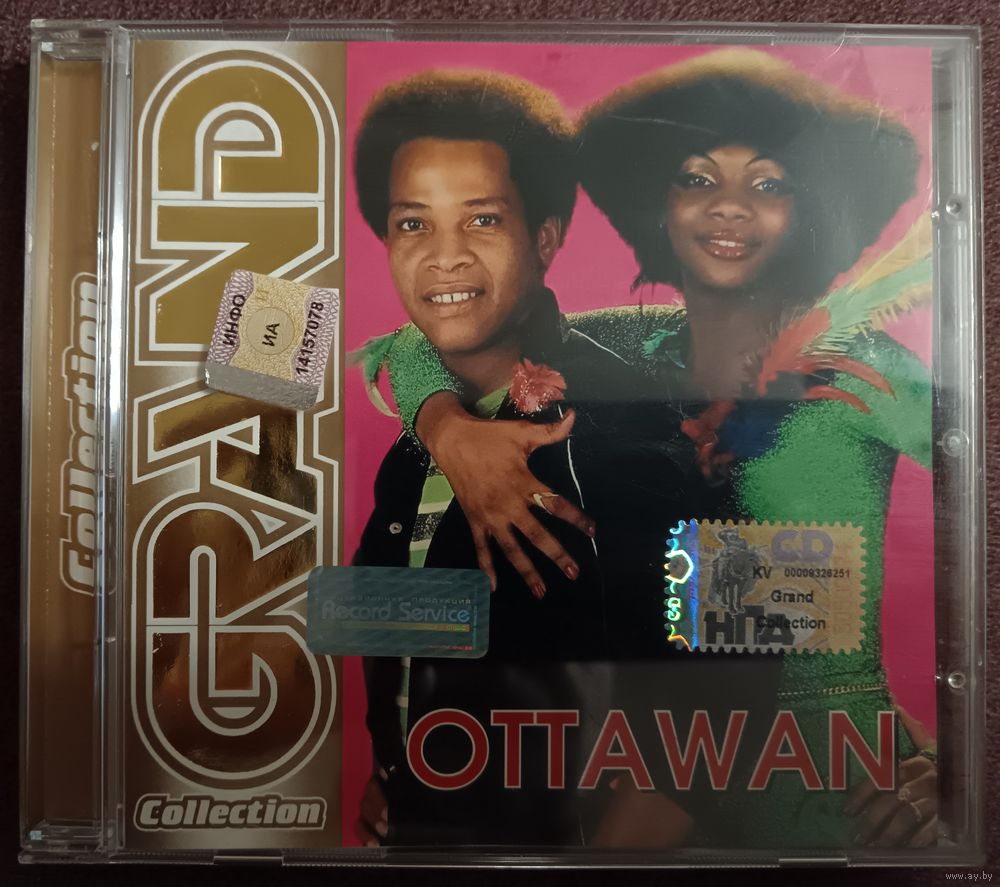 Collection
GRAND
Collection
ИНФО
ИА
14157078
Record Service
CD
KV 00009326251
Grand
НПА Collection
OTTAWAN
www.ay.by